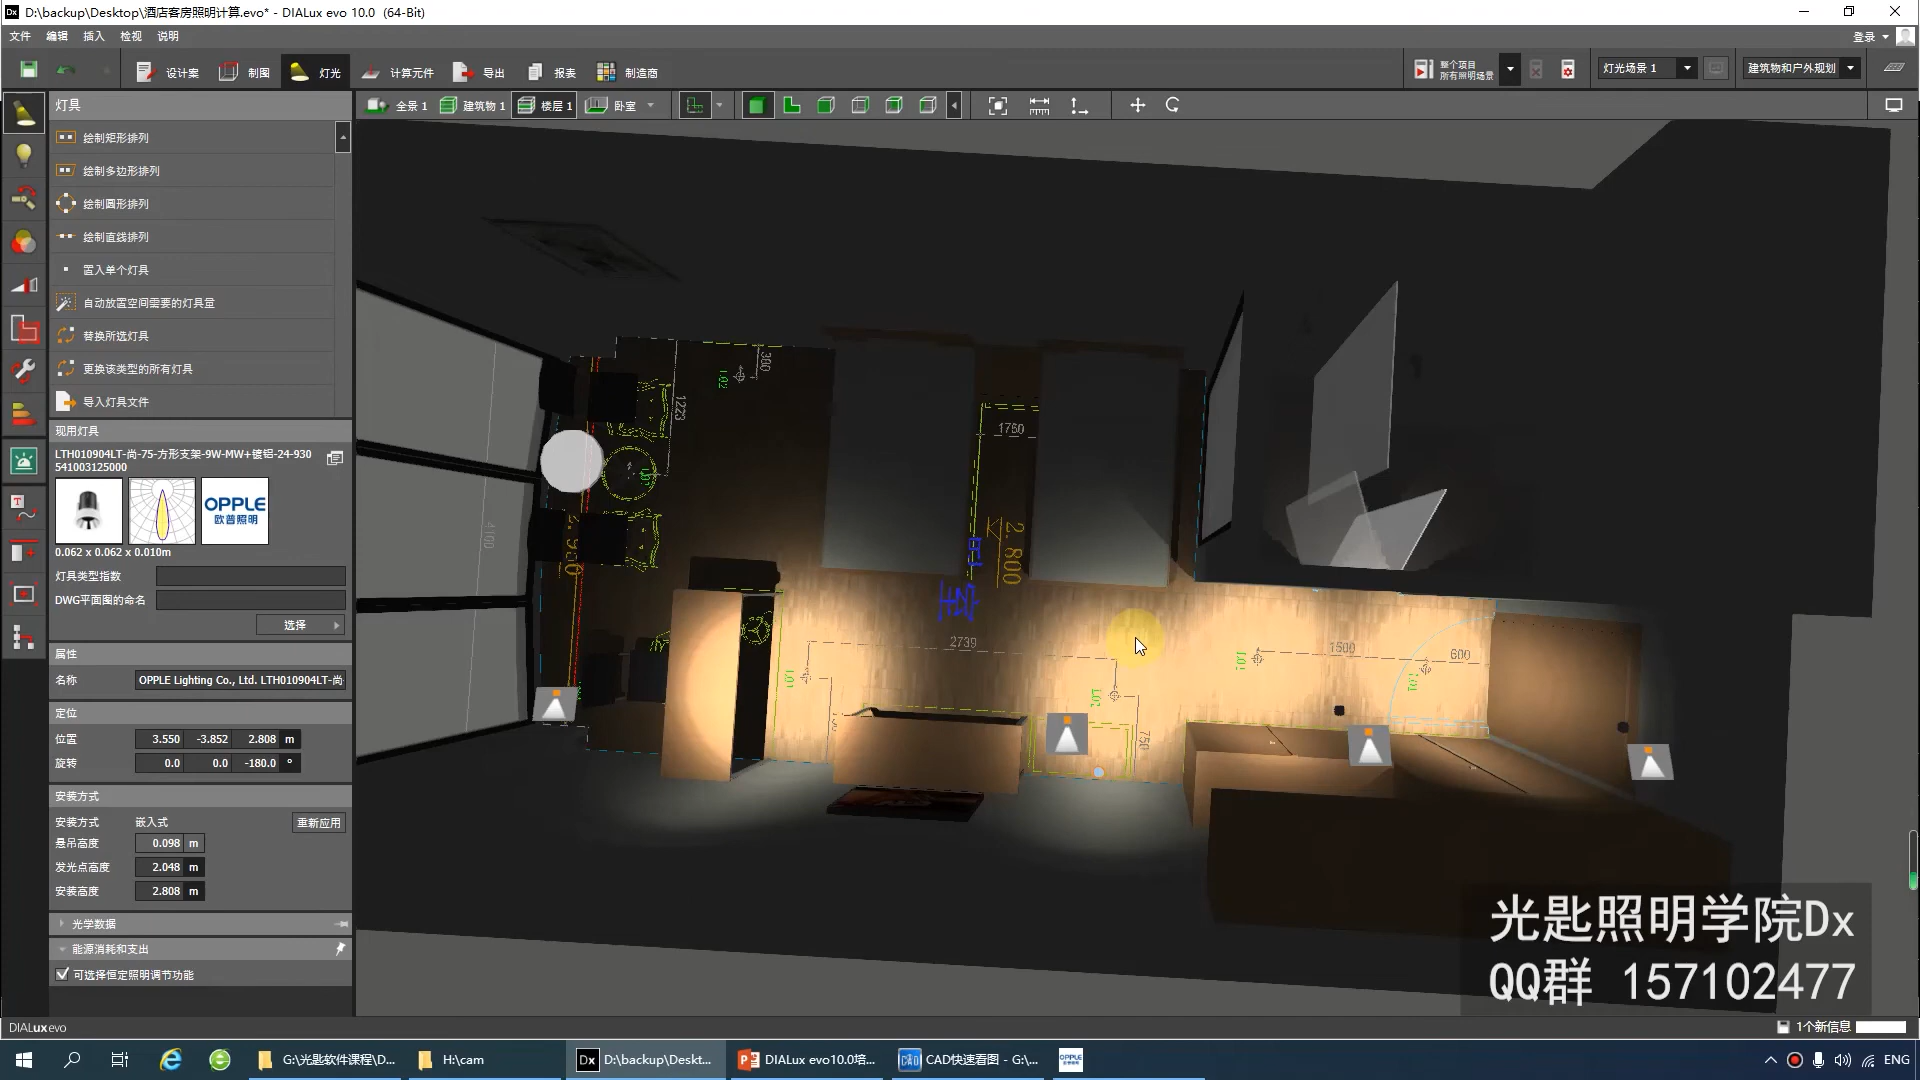 D:\backup\Desktop\酒店客房照明计算.evo* - DIALux evo 10.0 (64-Bit)
文件 编辑 插入 检视 说明
登录
设计案 制图 灯光 计算元件 导出 报表 制造商
整个项目
所有照明场景
灯光场景 1
建筑物和户外规划
灯具
全景 1 建筑物 1 楼层 1 卧室
绘制矩形排列
绘制多边形排列
绘制圆形排列
绘制直线排列
置入单个灯具
自动放置空间需要的灯具量
替换所选灯具
更换该类型的所有灯具
导入灯具文件
现用灯具
LTH010904LT-尚-75-方形支架-9W-MW+镀铝-24-930
541003125000
OPPLE
欧普照明
0.062 x 0.062 x 0.010m
灯具类型指数
DWG平面图的命名
选择
属性
名称 OPPLE Lighting Co., Ltd. LTH010904LT-尚
定位
位置 3.550 -3.852 2.808 m
旋转 0.0 0.0 -180.0 °
安装方式
安装方式 嵌入式 重新应用
悬吊高度 0.098 m
发光点高度 2.048 m
安装高度 2.808 m
光学数据
能源消耗和支出
可选择恒定照明调节功能
300
L02
1223
1760
4100
2.950
2.800
卧室
2739
L01
L01
L01
L01
1500
600
750
光匙照明学院Dx
QQ群 157102477
DIALux evo
1个新信息
G:\光匙软件课程\D...
H:\cam
D:\backup\Deskt...
DIALux evo10.0培...
CAD快速看图 - G:\...
OPPLE
ENG